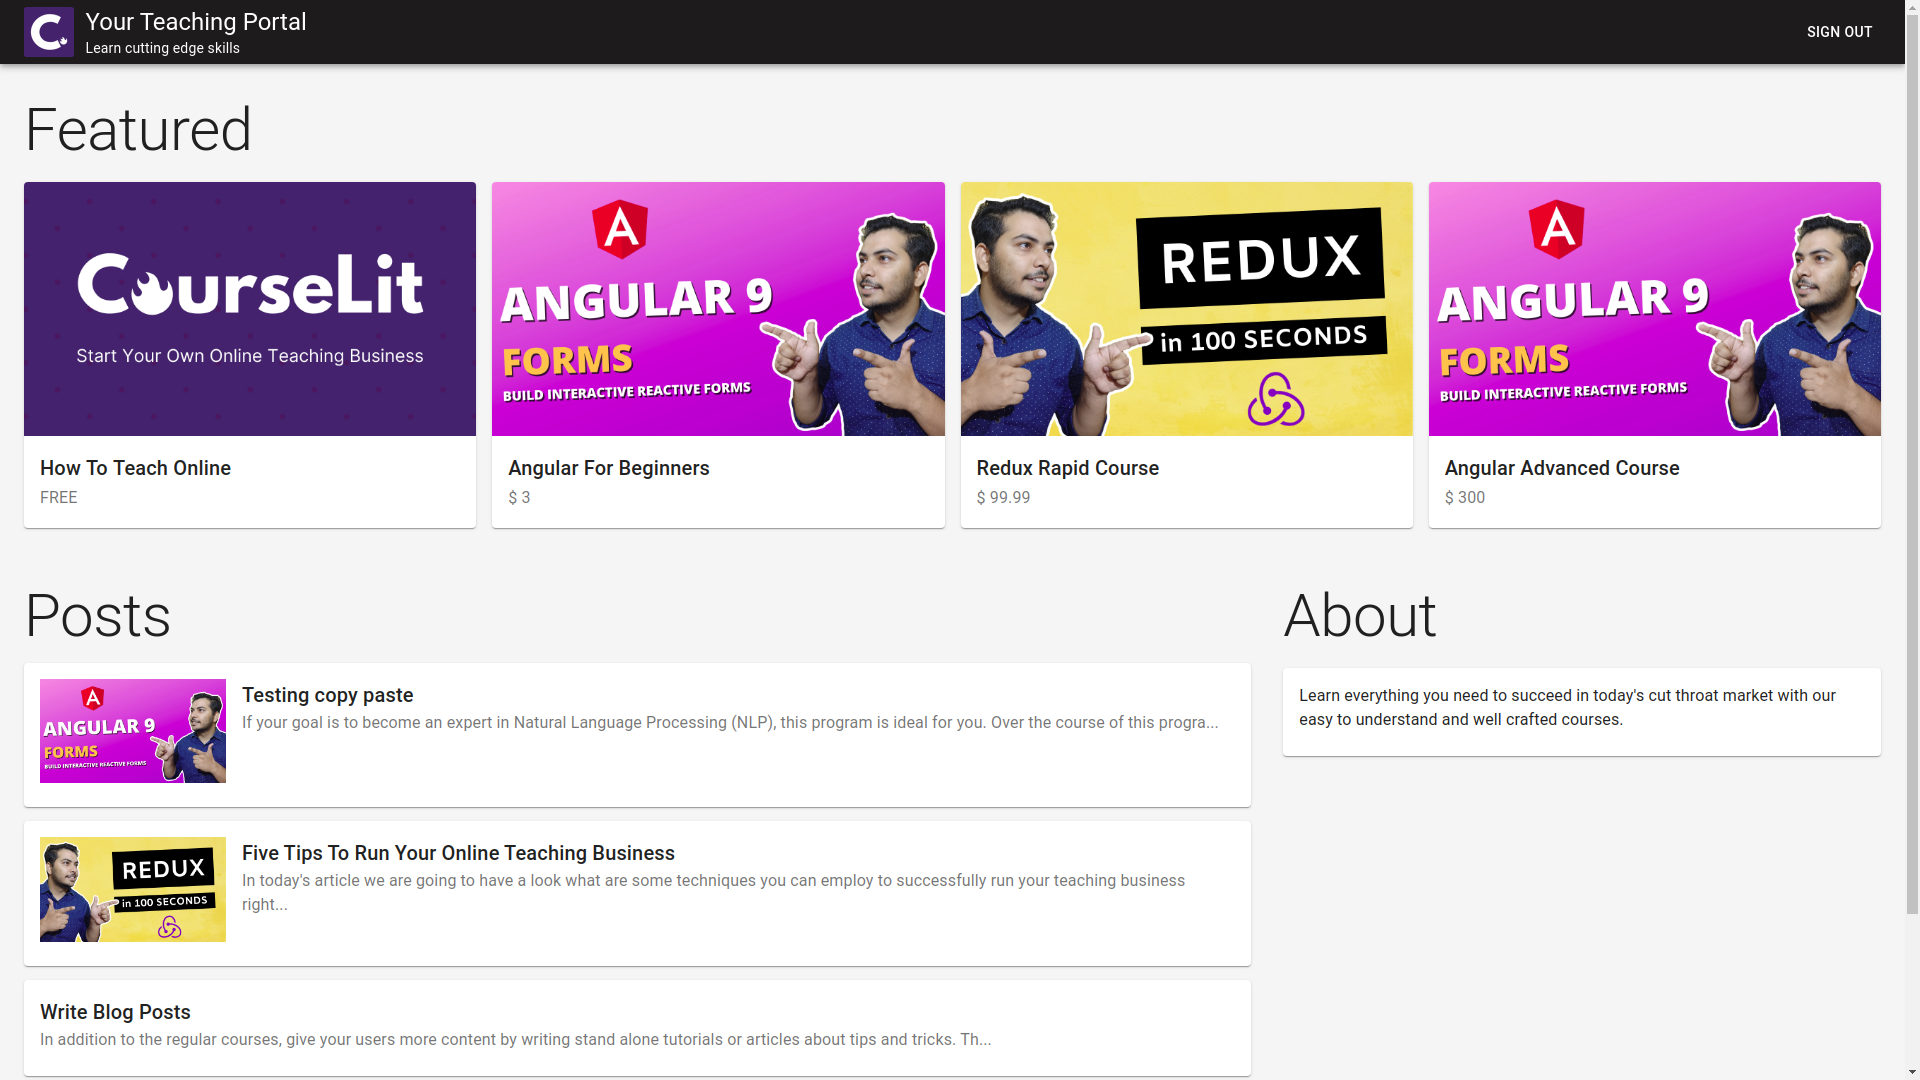 C.
Your Teaching Portal
Learn cutting edge skills
SIGN OUT
Featured
CourseLit
Start Your Own Online Teaching Business
How To Teach Online
FREE
A
ANGULAR 9
FORMS
BUILD INTERACTIVE REACTIVE FORMS
Angular For Beginners
$ 3
REDUX
in 100 SECONDS
Redux Rapid Course
$ 99.99
A
ANGULAR 9
FORMS
BUILD INTERACTIVE REACTIVE FORMS
Angular Advanced Course
$ 300
Posts
A
ANGULAR 9
FORMS
BUILD INTERACTIVE REACTIVE FORMS
Testing copy paste
If your goal is to become an expert in Natural Language Processing (NLP), this program is ideal for you. Over the course of this progra...
REDUX
in 100 SECONDS
Five Tips To Run Your Online Teaching Business
In today's article we are going to have a look what are some techniques you can employ to successfully run your teaching business
right...
Write Blog Posts
In addition to the regular courses, give your users more content by writing stand alone tutorials or articles about tips and tricks. Th...
About
Learn everything you need to succeed in today's cut throat market with our
easy to understand and well crafted courses.